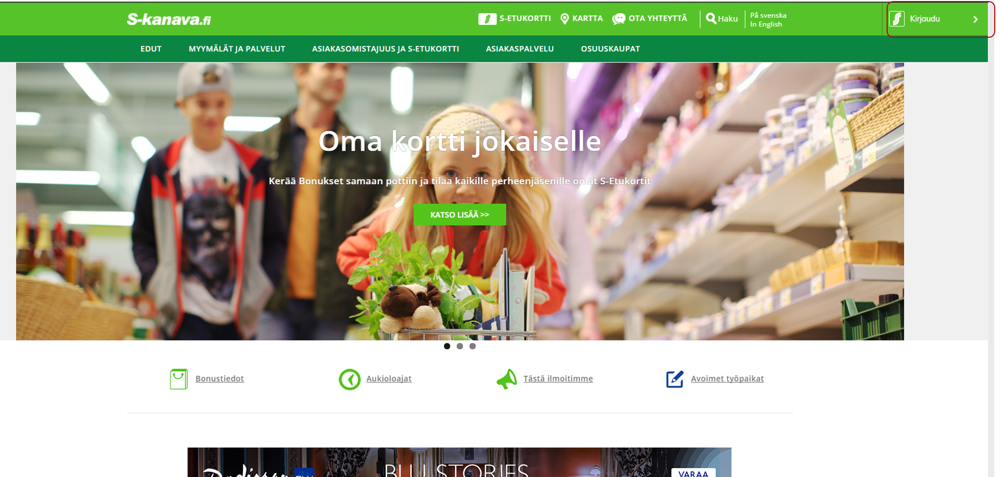 S-kanava.fi
S-ETUKORTTI
KARTTA
OTA YHTEYTTÄ
Haku
På svenska
In English
Kirjaudu
EDUT
MYYMÄLÄT JA PALVELUT
ASIAKASOMISTAJUUS JA S-ETUKORTTI
ASIAKASPALVELU
OSUUSKAUPAT
Oma kortti jokaiselle
Kerää Bonukset samaan pottiin ja tilaa kaikille perheenjäsenille omat S-Etukortit
KATSO LISÄÄ >>
Bonustiedot
Aukioloajat
Tästä ilmoitimme
Avoimet työpaikat
Radisson BLU
BLU STORIES
VARAA